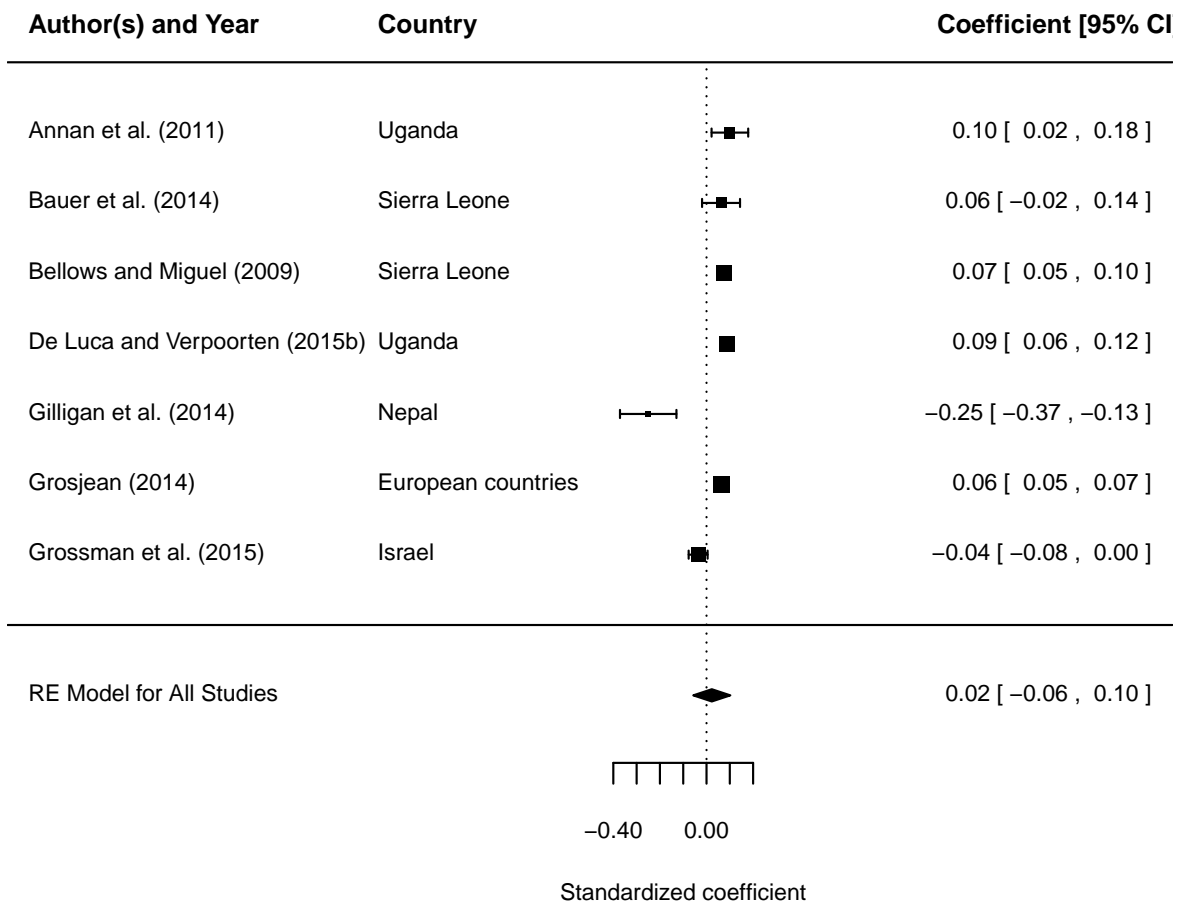 Author(s) and Year Country Coefficient [95% CI]
Annan et al. (2011) Uganda 0.10 [ 0.02 , 0.18 ]
Bauer et al. (2014) Sierra Leone 0.06 [ −0.02 , 0.14 ]
Bellows and Miguel (2009) Sierra Leone 0.07 [ 0.05 , 0.10 ]
De Luca and Verpoorten (2015b) Uganda 0.09 [ 0.06 , 0.12 ]
Gilligan et al. (2014) Nepal −0.25 [ −0.37 , −0.13 ]
Grosjean (2014) European countries 0.06 [ 0.05 , 0.07 ]
Grossman et al. (2015) Israel −0.04 [ −0.08 , 0.00 ]
RE Model for All Studies 0.02 [ −0.06 , 0.10 ]
−0.40 0.00
Standardized coefficient